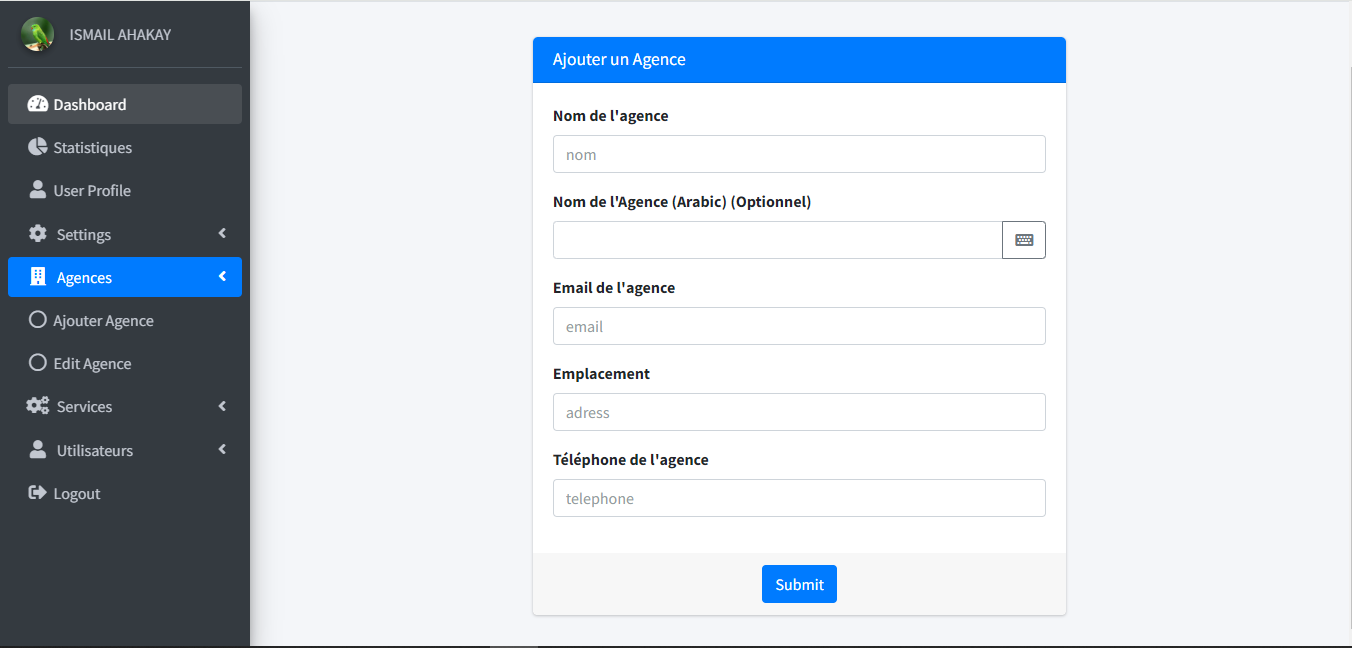 ISMAIL AHAKAY
Dashboard
Statistiques
User Profile
Settings
Agences
Ajouter Agence
Edit Agence
Services
Utilisateurs
Logout
Ajouter un Agence
Nom de l'agence
nom
Nom de l'Agence (Arabic) (Optionnel)
Email de l'agence
email
Emplacement
adress
Téléphone de l'agence
telephone
Submit